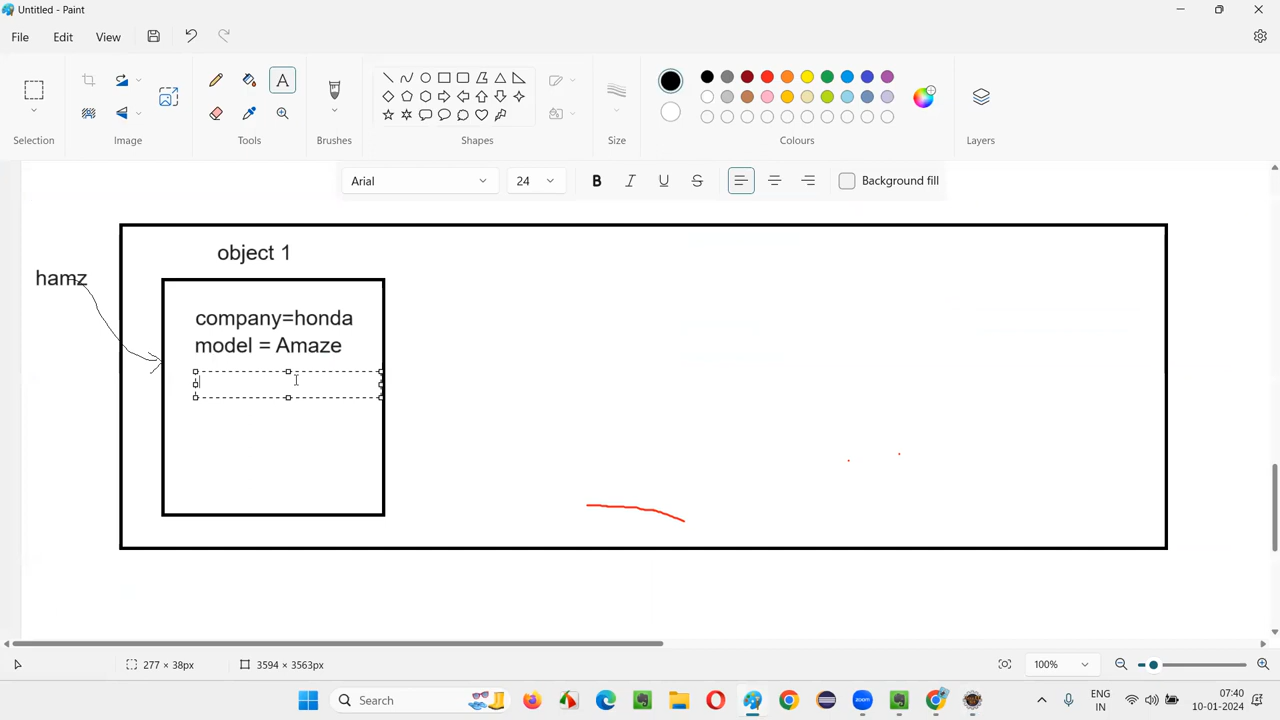 Untitled - Paint
File Edit View
Selection Image Tools Brushes Shapes Size Colours Layers
Arial 24 B I U S Background fill
object 1
hamz
company=honda
model = Amaze
277 × 38px 3594 × 3563px 100%
Search zoom ENG IN 07:40 10-01-2024